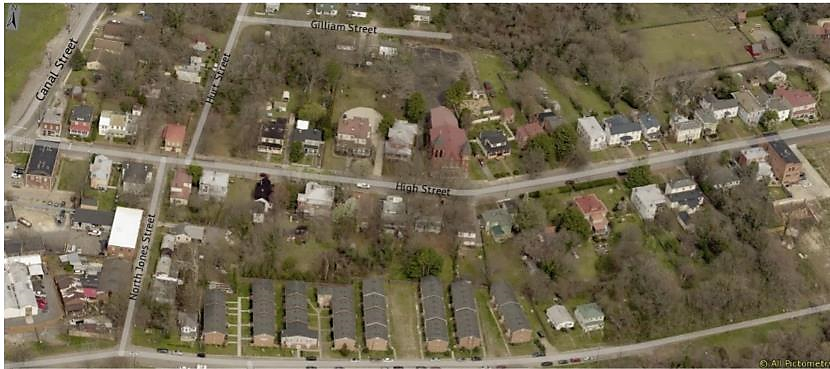 Gilliam Street
Canal Street
Hurt Street
High Street
North Jones Street
© All Pictometry